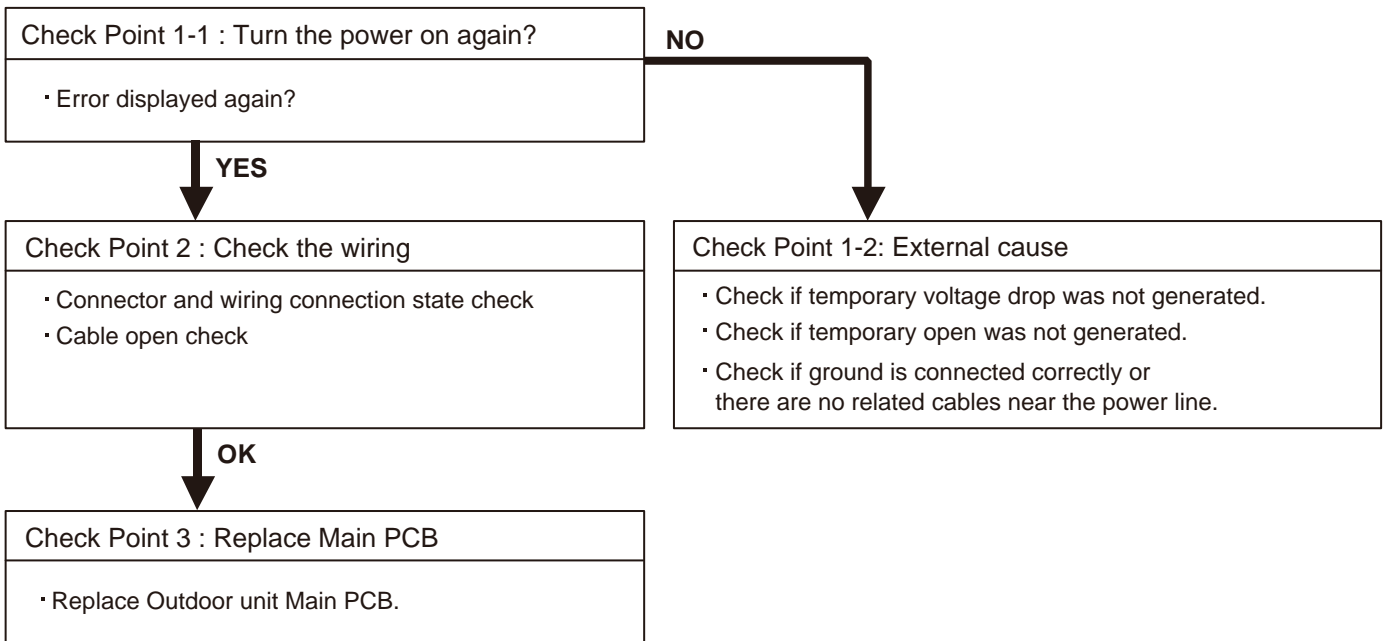 Check Point 1-1 : Turn the power on again?
NO
・Error displayed again?
YES
Check Point 2 : Check the wiring
・Connector and wiring connection state check
・Cable open check
Check Point 1-2: External cause
・Check if temporary voltage drop was not generated.
・Check if temporary open was not generated.
・Check if ground is connected correctly or
there are no related cables near the power line.
OK
Check Point 3 : Replace Main PCB
・Replace Outdoor unit Main PCB.